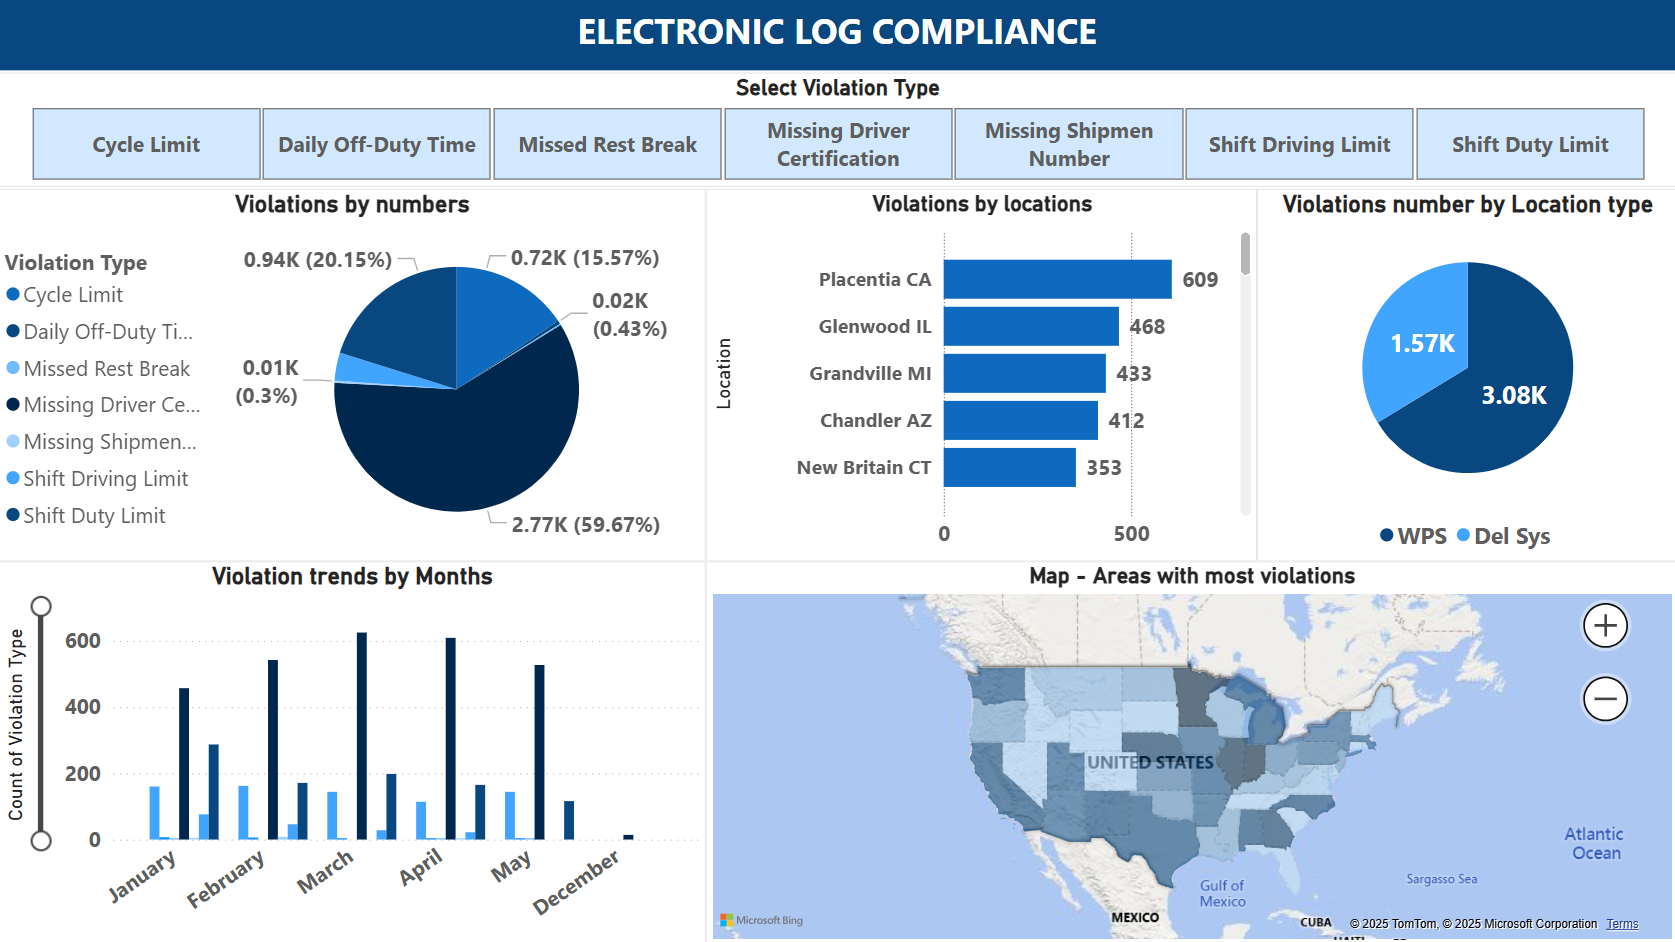 ELECTRONIC LOG COMPLIANCE
Select Violation Type
Cycle Limit
Daily Off-Duty Time
Missed Rest Break
Missing Driver
Certification
Missing Shipmen
Number
Shift Driving Limit
Shift Duty Limit
Violations by numbers
Violation Type
Cycle Limit
Daily Off-Duty Ti...
Missed Rest Break
Missing Driver Ce...
Missing Shipmen...
Shift Driving Limit
Shift Duty Limit
0.94K (20.15%)
0.72K (15.57%)
0.02K
(0.43%)
0.01K
(0.3%)
2.77K (59.67%)
Violations by locations
Location
Placentia CA
609
Glenwood IL
468
Grandville MI
433
Chandler AZ
412
New Britain CT
353
0
500
Violations number by Location type
1.57K
3.08K
WPS
Del Sys
Violation trends by Months
Count of Violation Type
600
400
200
0
January
February
March
April
May
December
Map - Areas with most violations
UNITED STATES
Atlantic
Ocean
Sargasso Sea
Gulf of
Mexico
MEXICO
CUBA
Microsoft Bing
© 2025 TomTom, © 2025 Microsoft Corporation
Terms